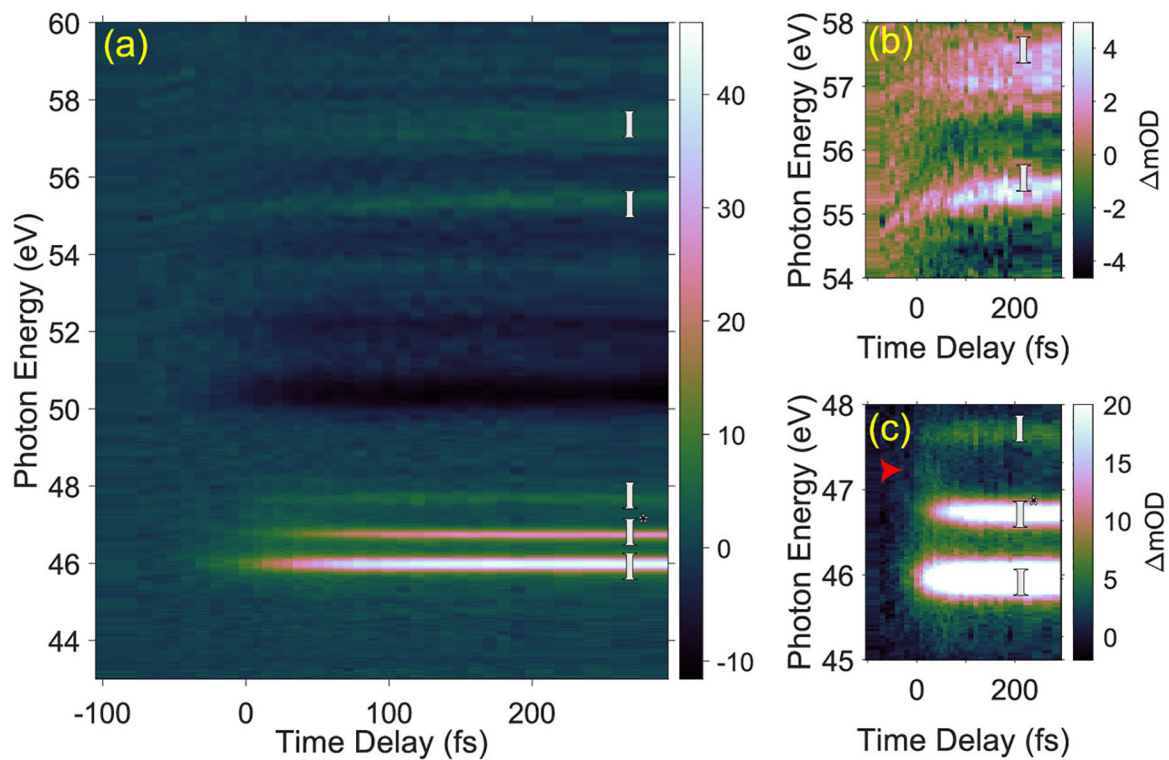 (a)
Photon Energy (eV)
60
58
56
54
52
50
48
46
44
-100
0
100
200
Time Delay (fs)
I
I
I
I*
I
40
30
20
10
0
-10
(b)
Photon Energy (eV)
58
57
56
55
54
0
200
Time Delay (fs)
I
I
4
2
0
-2
-4
ΔmOD
(c)
Photon Energy (eV)
48
47
46
45
0
200
Time Delay (fs)
I
I*
I
20
15
10
5
0
ΔmOD